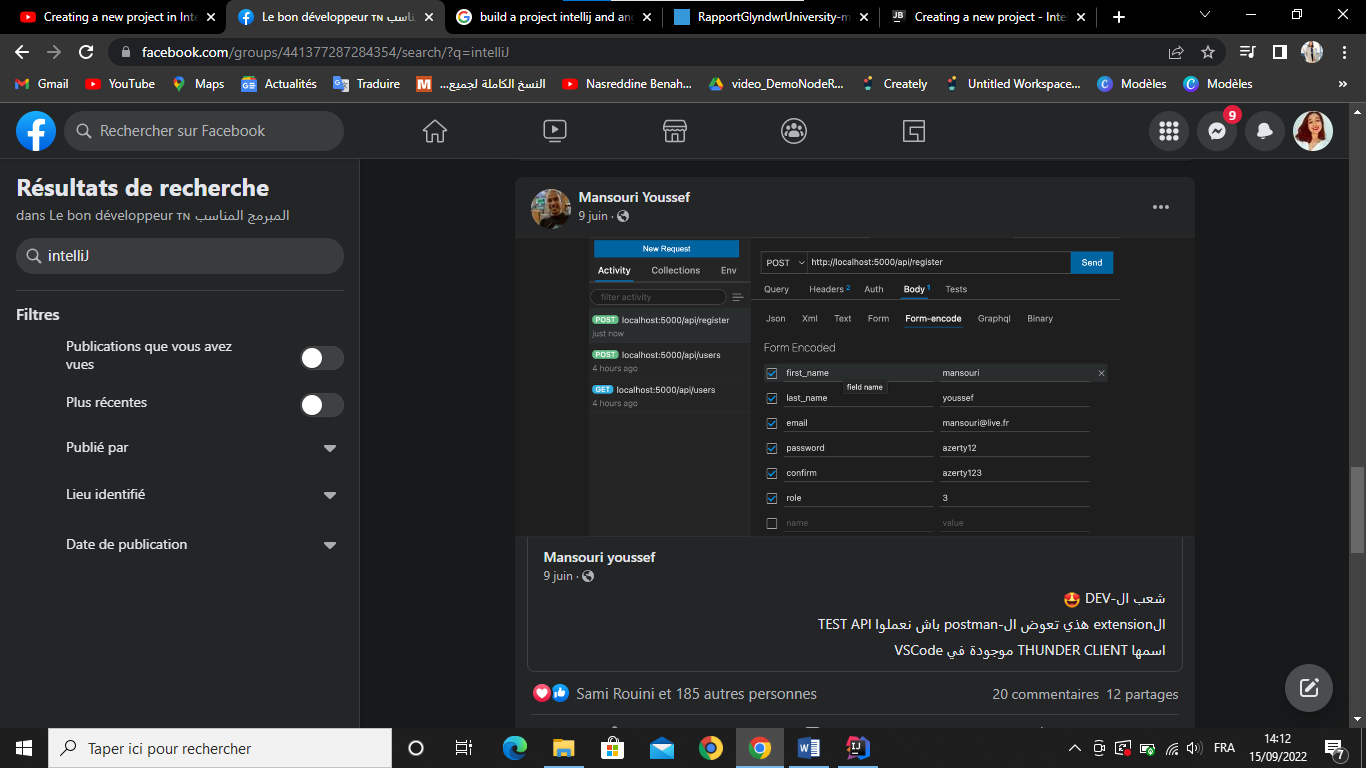 Creating a new project in Inte
Le bon développeur ᴛɴ المبرمج المناسب
build a project intellij and an
RapportGlyndwrUniversity-m
Creating a new project - Intel
facebook.com/groups/441377287284354/search/?q=intelliJ
Gmail
YouTube
Maps
Actualités
Traduire
النسخ الكاملة لجميع...
Nasreddine Benah...
video_DemoNodeR...
Creately
Untitled Workspace...
Modèles
Modèles
»
Rechercher sur Facebook
9
Résultats de recherche
dans Le bon développeur ᴛɴ المبرمج المناسب
intelliJ
Filtres
Publications que vous avez
vues
Plus récentes
Publié par
Lieu identifié
Date de publication
Mansouri Youssef
9 juin ·
New Request
Activity Collections Env
filter activity
POST localhost:5000/api/register
just now
POST localhost:5000/api/users
4 hours ago
GET localhost:5000/api/users
4 hours ago
POST http://localhost:5000/api/register Send
Query Headers 2 Auth Body 1 Tests
Json Xml Text Form Form-encode Graphql Binary
Form Encoded
first_name mansouri
field name
last_name youssef
email mansouri@live.fr
password azerty12
confirm azerty123
role 3
name value
Mansouri youssef
9 juin ·
شعب ال-DEV 🤩
الextension هذي تعوض ال-postman باش نعملوا TEST API
اسمها THUNDER CLIENT موجودة في VSCode
Sami Rouini et 185 autres personnes
20 commentaires 12 partages
Taper ici pour rechercher
FRA
14:12
15/09/2022
7